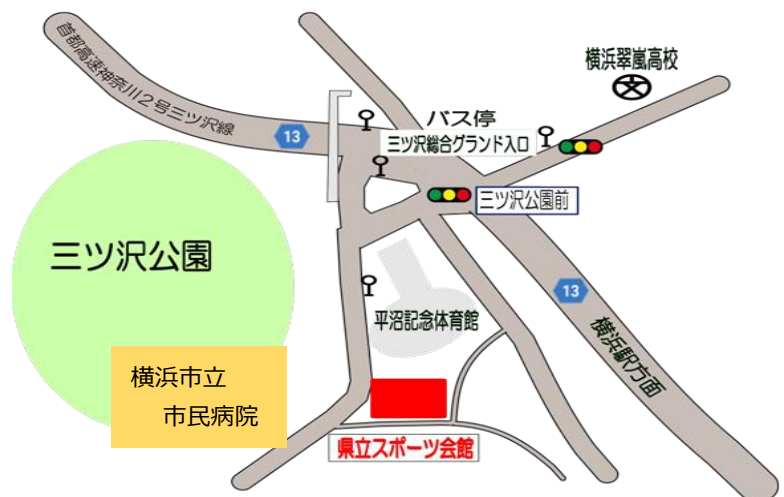 首都高速神奈川2号三ツ沢線
13
横浜翠嵐高校
バス停
三ツ沢総合グランド入口
三ツ沢公園前
三ツ沢公園
13
平沼記念体育館
横浜駅方面
横浜市立
市民病院
県立スポーツ会館